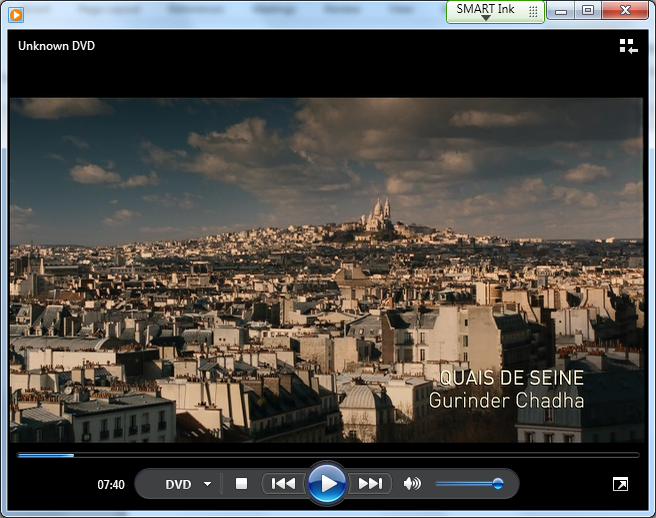 SMART Ink
Unknown DVD
QUAIS DE SEINE
Gurinder Chadha
07:40
DVD